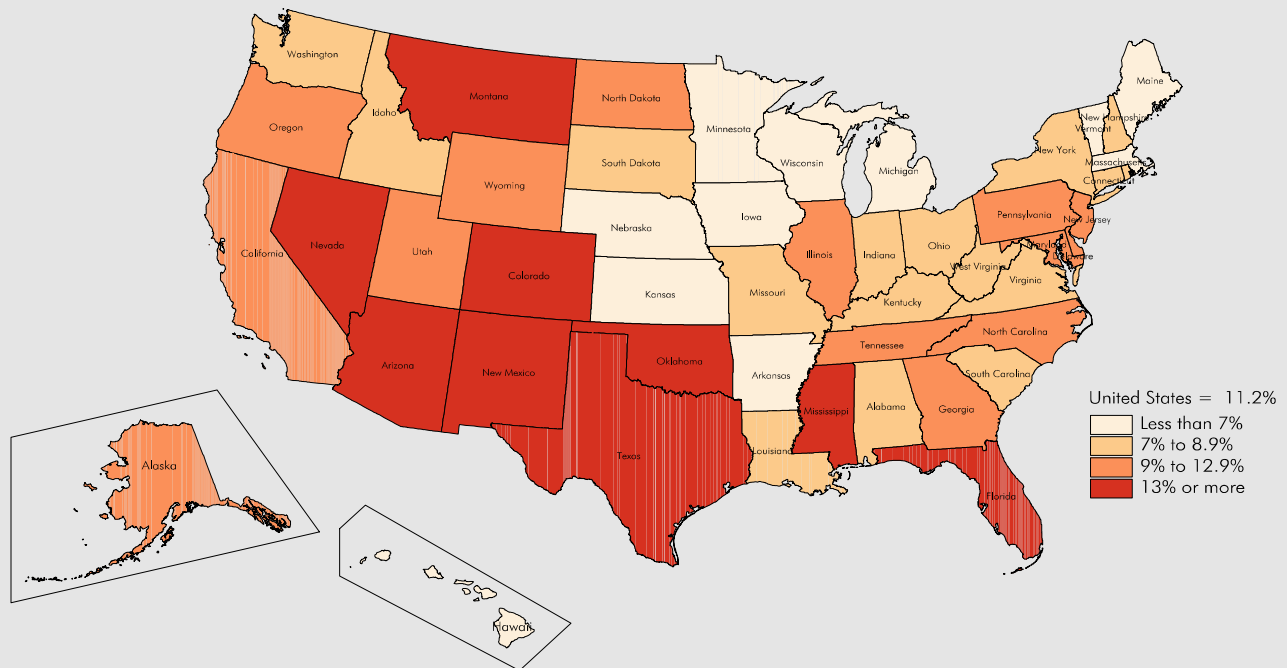 Washington
Maine
Montana
North Dakota
Minnesota
New Hampshire
Vermont
Idaho
Oregon
New York
South Dakota
Wisconsin
Massachusetts
Michigan
Connecticut
Wyoming
Iowa
Pennsylvania
New Jersey
Nebraska
Nevada
Utah
California
Illinois
Indiana
Ohio
Maryland
Delaware
West Virginia
Virginia
Colorado
Kansas
Missouri
Kentucky
North Carolina
Tennessee
Arizona
New Mexico
Oklahoma
Arkansas
South Carolina
Mississippi
Alabama
Georgia
Texas
Louisiana
Florida
Alaska
Hawaii
United States = 11.2%
Less than 7%
7% to 8.9%
9% to 12.9%
13% or more